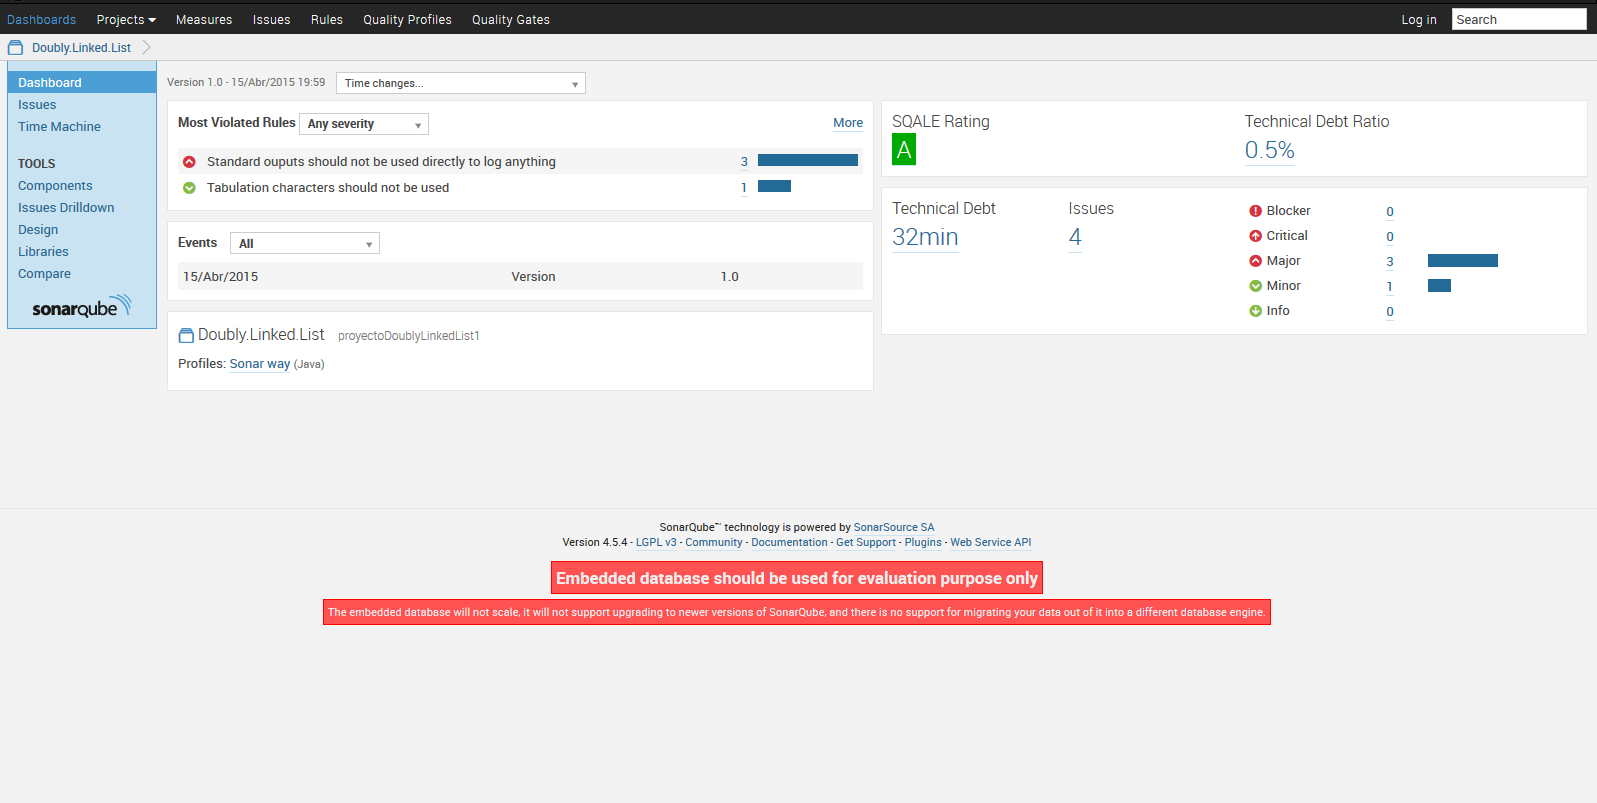 Dashboards Projects Measures Issues Rules Quality Profiles Quality Gates Log in Search
Doubly.Linked.List
Dashboard
Issues
Time Machine
TOOLS
Components
Issues Drilldown
Design
Libraries
Compare
sonarqube
Version 1.0 - 15/Abr/2015 19:59 Time changes...
Most Violated Rules Any severity More
Standard ouputs should not be used directly to log anything 3
Tabulation characters should not be used 1
Events All
15/Abr/2015 Version 1.0
Doubly.Linked.List proyectoDoublyLinkedList1
Profiles: Sonar way (Java)
SQALE Rating Technical Debt Ratio
A 0.5%
Technical Debt Issues
32min 4
Blocker 0
Critical 0
Major 3
Minor 1
Info 0
SonarQube™ technology is powered by SonarSource SA
Version 4.5.4 - LGPL v3 - Community - Documentation - Get Support - Plugins - Web Service API
Embedded database should be used for evaluation purpose only
The embedded database will not scale, it will not support upgrading to newer versions of SonarQube, and there is no support for migrating your data out of it into a different database engine.